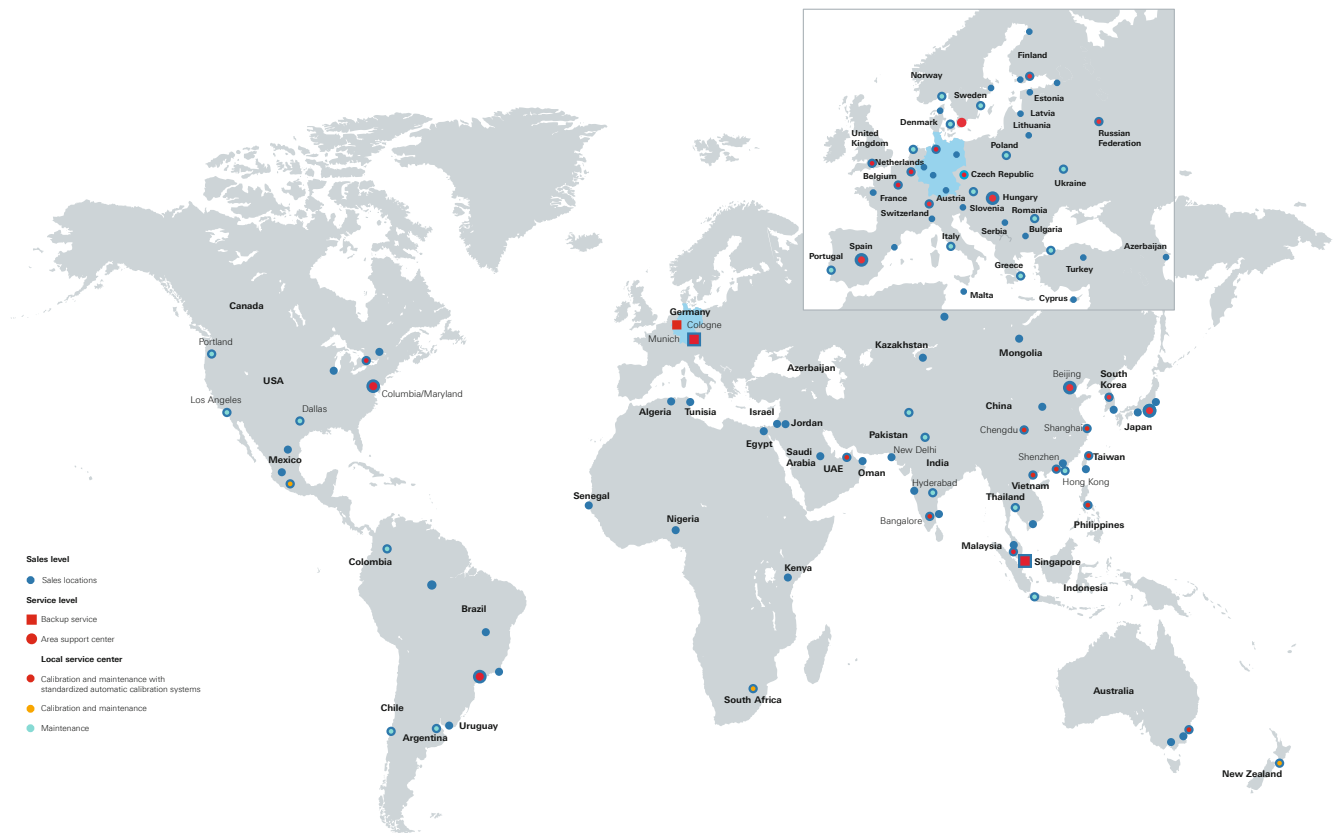 Finland
Norway
Sweden
Estonia
Latvia
Denmark
Lithuania
United
Kingdom
Russian
Federation
Poland
Netherlands
Czech Republic
Belgium
Ukraine
France
Austria
Hungary
Switzerland
Slovenia
Romania
Serbia
Bulgaria
Italy
Spain
Azerbaijan
Portugal
Greece
Turkey
Malta
Cyprus
Canada
Portland
USA
Columbia/Maryland
Los Angeles
Dallas
Mexico
Germany
Cologne
Munich
Kazakhstan
Mongolia
Azerbaijan
Beijing
South
Korea
Algeria
Tunisia
Israel
Jordan
Egypt
China
Japan
Chengdu
Shanghai
Pakistan
New Delhi
Saudi
Arabia
UAE
Oman
India
Shenzhen
Taiwan
Hong Kong
Vietnam
Hyderabad
Thailand
Senegal
Nigeria
Bangalore
Philippines
Malaysia
Singapore
Indonesia
Kenya
Colombia
Brazil
Sales level
Sales locations
Service level
Backup service
Area support center
Local service center
Calibration and maintenance with
standardized automatic calibration systems
Calibration and maintenance
Maintenance
South Africa
Australia
Chile
Uruguay
Argentina
New Zealand